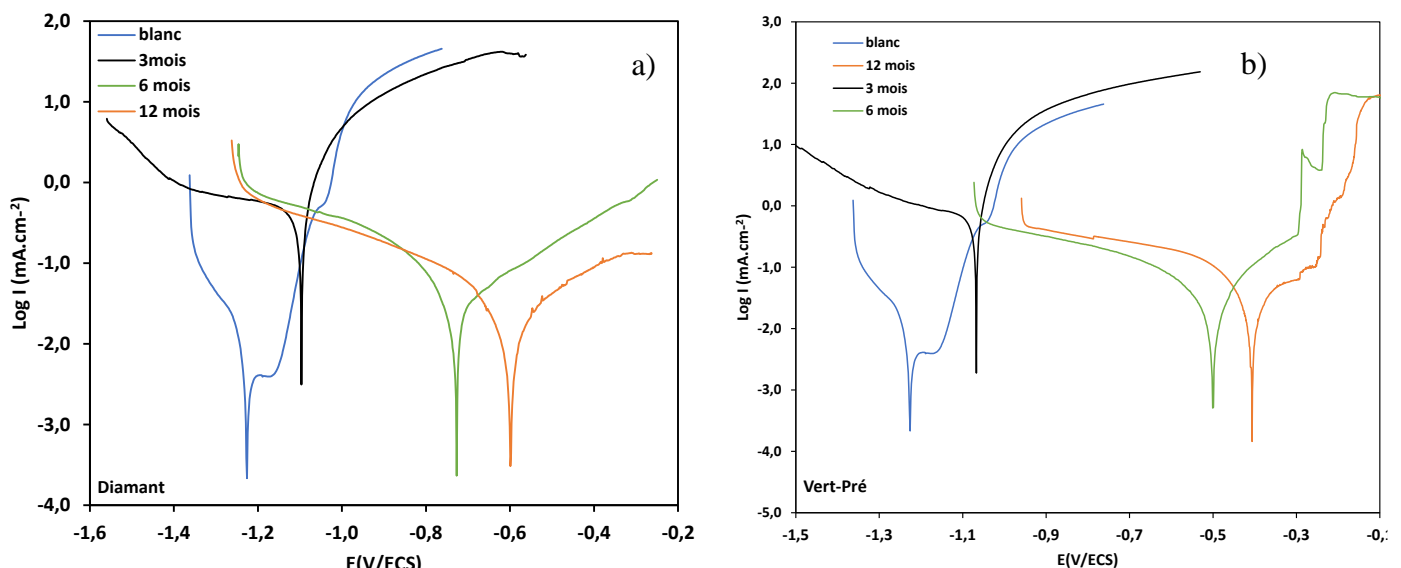 2,0
1,0
0,0
-1,0
-2,0
-3,0
-4,0
-1,6 -1,4 -1,2 -1,0 -0,8 -0,6 -0,4 -0,2
Log I (mA.cm-2)
E(V/ECS)
blanc
3mois
6 mois
12 mois
a)
Diamant
3,0
2,0
1,0
0,0
-1,0
-2,0
-3,0
-4,0
-5,0
-1,5 -1,3 -1,1 -0,9 -0,7 -0,5 -0,3 -0,1
Log I (mA.cm-2)
E(V/ECS)
blanc
12 mois
3 mois
6 mois
b)
Vert-Pré